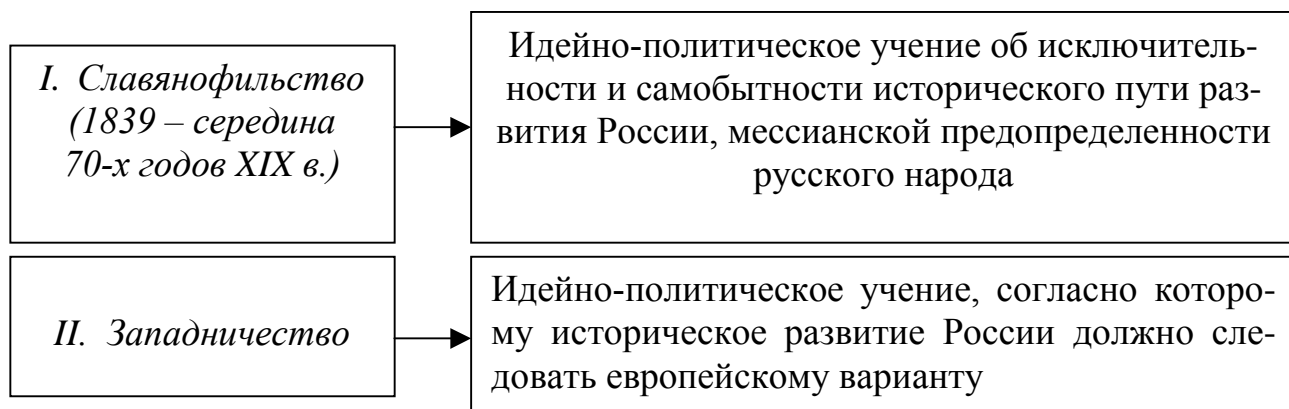 I. Славянофильство
(1839 – середина
70-х годов XIX в.)
Идейно-политическое учение об исключитель-
ности и самобытности исторического пути раз-
вития России, мессианской предопределенности
русского народа
II. Западничество
Идейно-политическое учение, согласно которо-
му историческое развитие России должно сле-
довать европейскому варианту